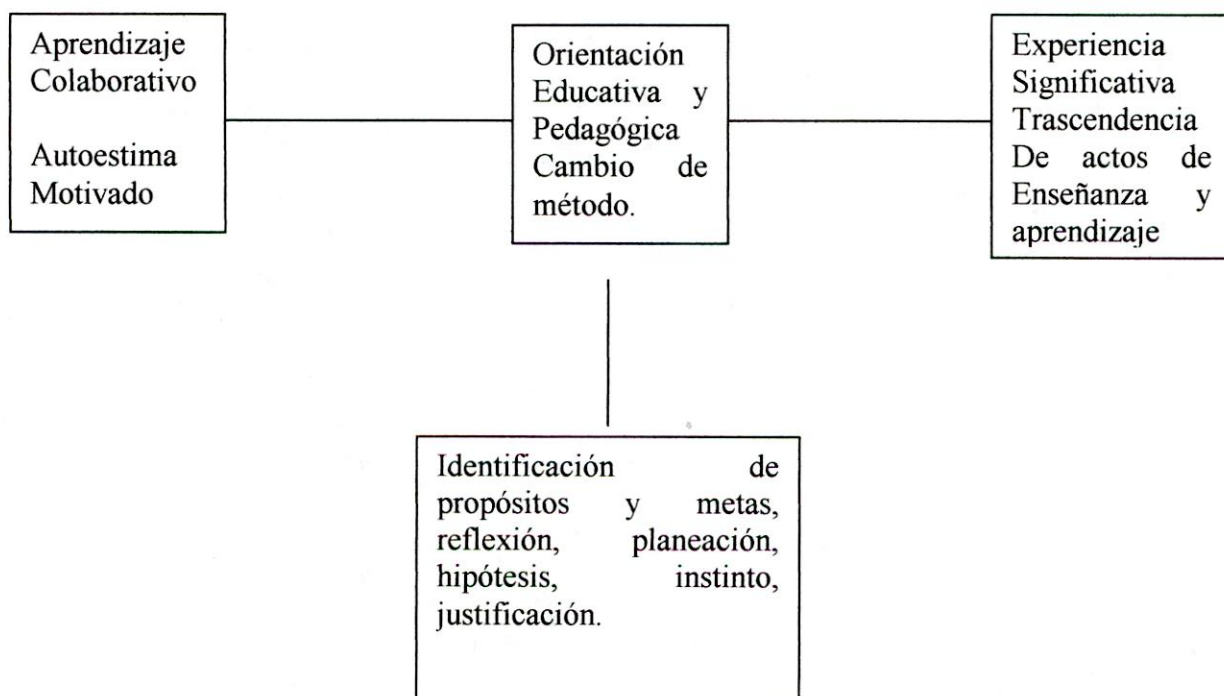 Aprendizaje
Colaborativo
Autoestima
Motivado
Orientación
Educativa y
Pedagógica
Cambio de
método.
Experiencia
Significativa
Trascendencia
De actos de
Enseñanza y
aprendizaje
Identificación de
propósitos y metas,
reflexión, planeación,
hipótesis, instinto,
justificación.